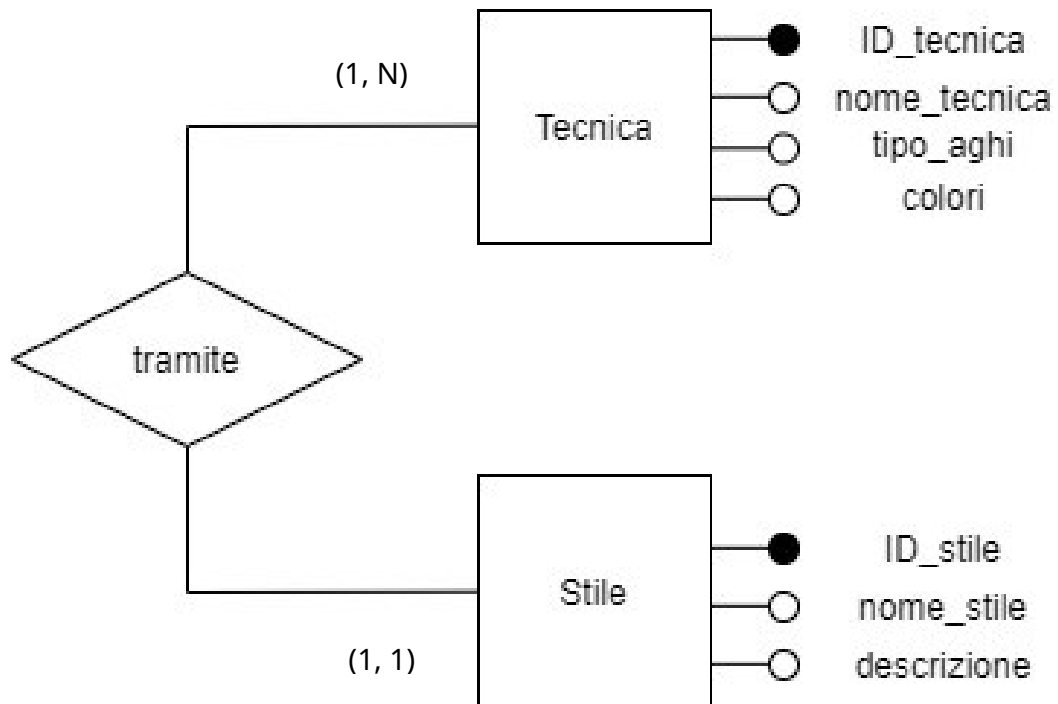 ID_tecnica
(1, N)
nome_tecnica
Tecnica
tipo_aghi
colori
tramite
ID_stile
Stile
nome_stile
(1, 1)
descrizione